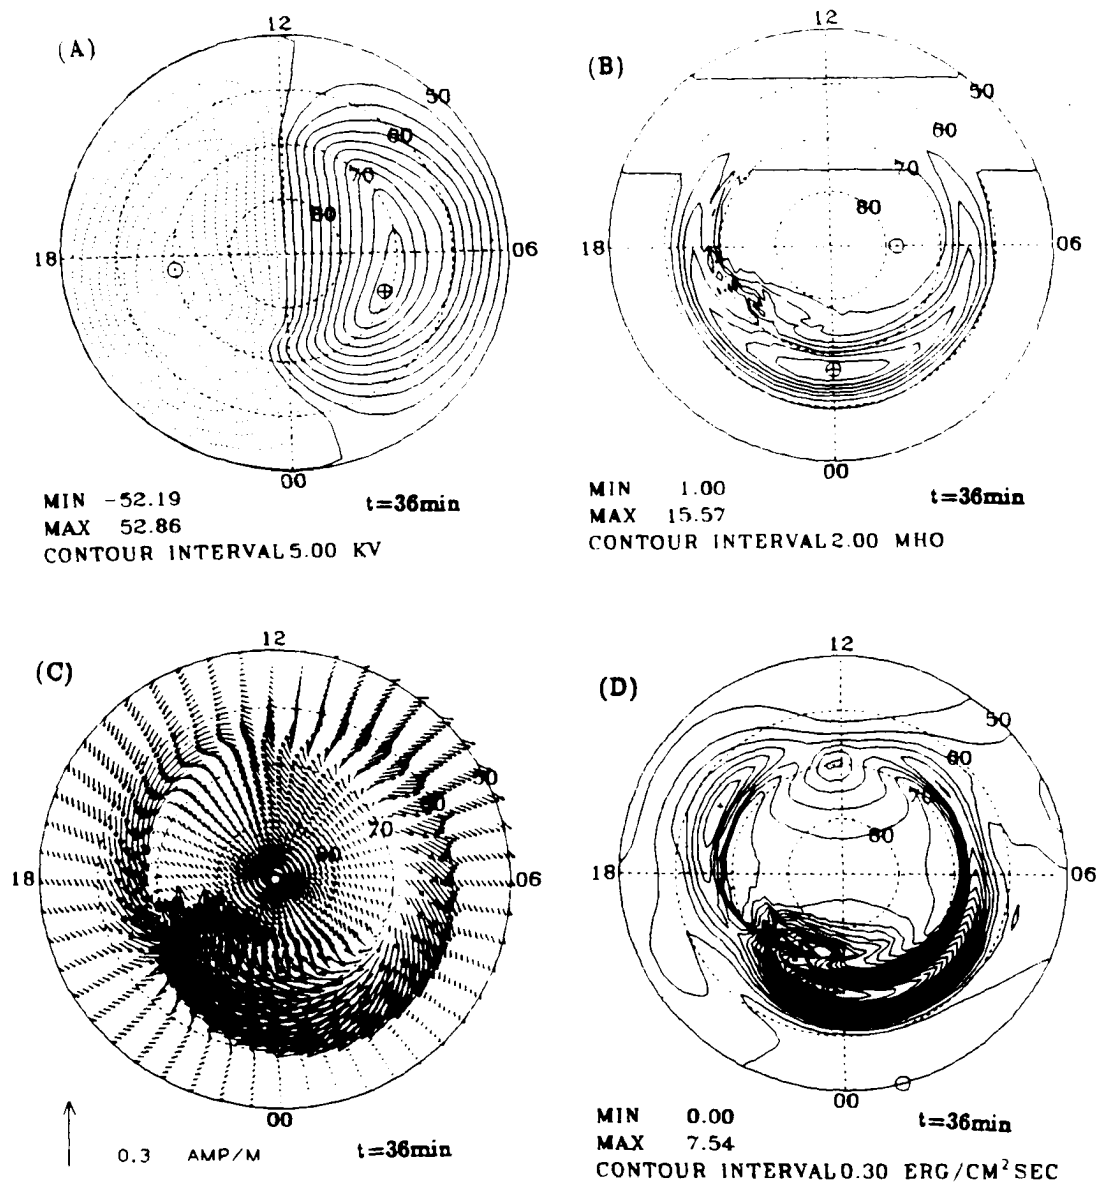 (A)
12
50
60
70
80
18
06
00
MIN -52.19
MAX 52.86
CONTOUR INTERVAL 5.00 KV
t=36min
(B)
12
50
60
70
80
18
06
00
MIN 1.00
MAX 15.57
CONTOUR INTERVAL 2.00 MHO
t=36min
(C)
12
50
60
70
80
18
06
00
0.3 AMP/M
t=36min
(D)
12
50
60
70
80
18
06
00
MIN 0.00
MAX 7.54
CONTOUR INTERVAL 0.30 ERG/CM²SEC
t=36min